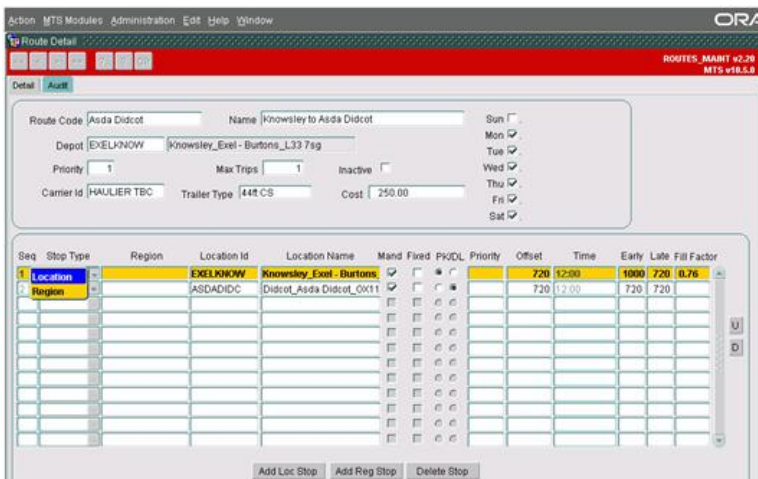 Action MTS Modules Administration Edit Help Window ORA
Route Detail
ROUTES_MAINT v2.20
MTS v10.5.0
Detail Audit
Route Code Asda Didcot Name Knowsley to Asda Didcot Sun
Mon
Depot EXELKNOW Knowsley_Exel - Burtons_L33 7sg Tue
Priority 1 Max Trips 1 Inactive Wed
Thu
Carrier Id HAULIER TBC Trailer Type 44ft CS Cost 250.00 Fri
Sat
Seq Stop Type Region Location Id Location Name Mand Fixed PK/DL Priority Offset Time Early Late Fill Factor
1 Location EXELKNOW Knowsley_Exel - Burtons_ 720 12:00 1000 720 0.76
2 Region ASDADIDC Didcot_Asda Didcot_OX11 720 12:00 720 720
U
D
Add Loc Stop Add Reg Stop Delete Stop